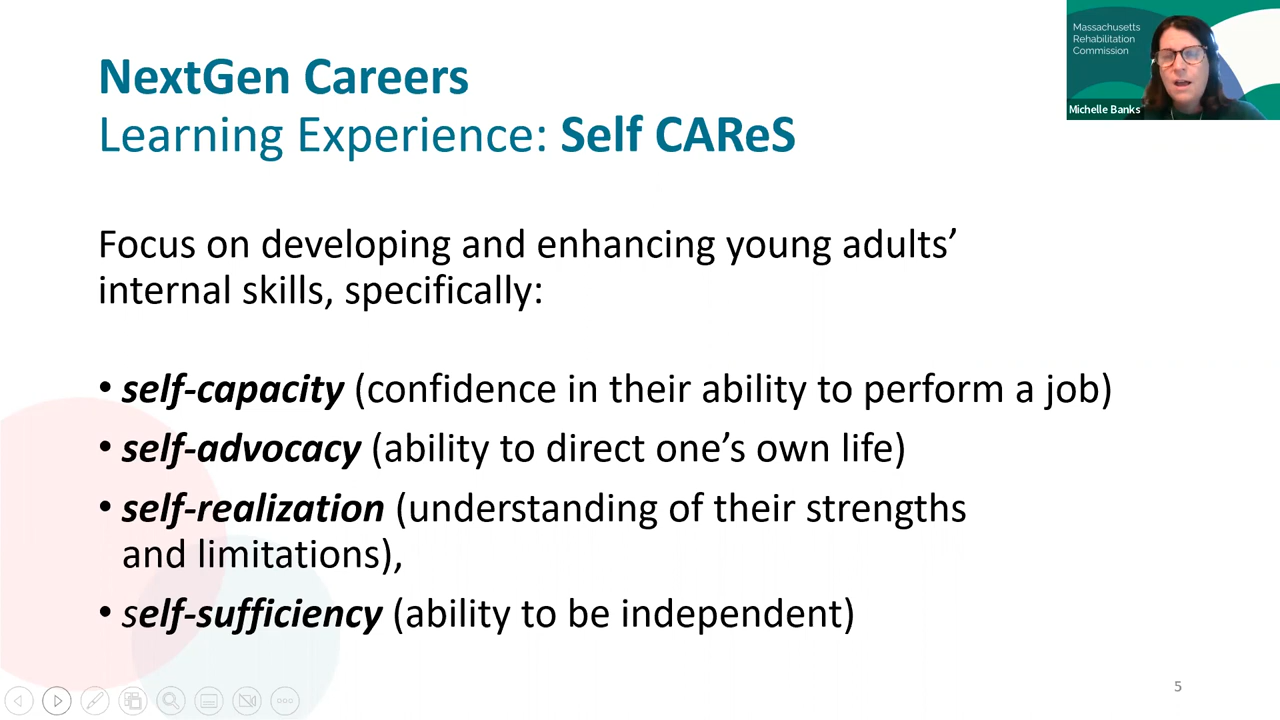 NextGen Careers
Learning Experience: Self CAReS
Massachusetts
Rehabilitation
Commission
Michelle Banks
Focus on developing and enhancing young adults’
internal skills, specifically:
• self-capacity (confidence in their ability to perform a job)
• self-advocacy (ability to direct one’s own life)
• self-realization (understanding of their strengths
and limitations),
• self-sufficiency (ability to be independent)
5